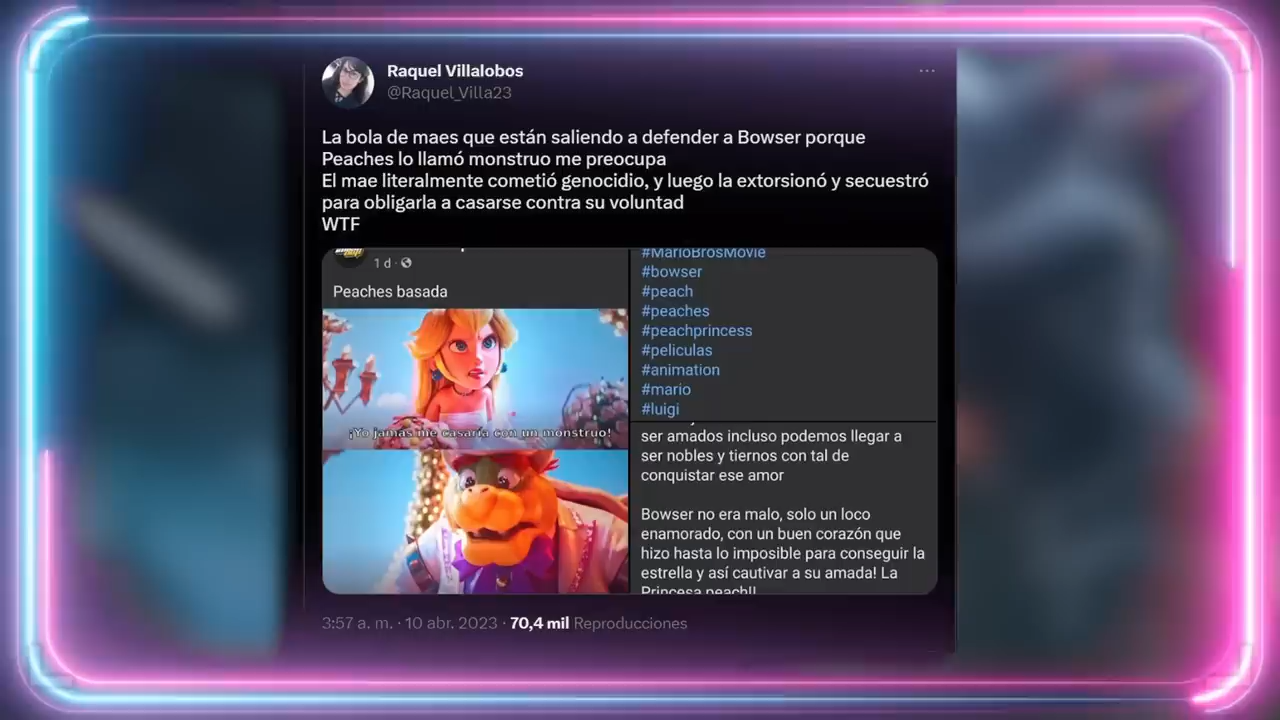 Raquel Villalobos
@Raquel_Villa23
La bola de maes que están saliendo a defender a Bowser porque
Peaches lo llamó monstruo me preocupa
El mae literalmente cometió genocidio, y luego la extorsionó y secuestró
para obligarla a casarse contra su voluntad
WTF
1 d
Peaches basada
¡Yo jamas me casaría con un monstruo!
#MarioBrosMovie
#bowser
#peach
#peaches
#peachprincess
#peliculas
#animation
#mario
#luigi
ser amados incluso podemos llegar a
ser nobles y tiernos con tal de
conquistar ese amor
Bowser no era malo, solo un loco
enamorado, con un buen corazón que
hizo hasta lo imposible para conseguir la
estrella y así cautivar a su amada! La
Princesa peach!!
3:57 a. m. · 10 abr. 2023 · 70,4 mil Reproducciones